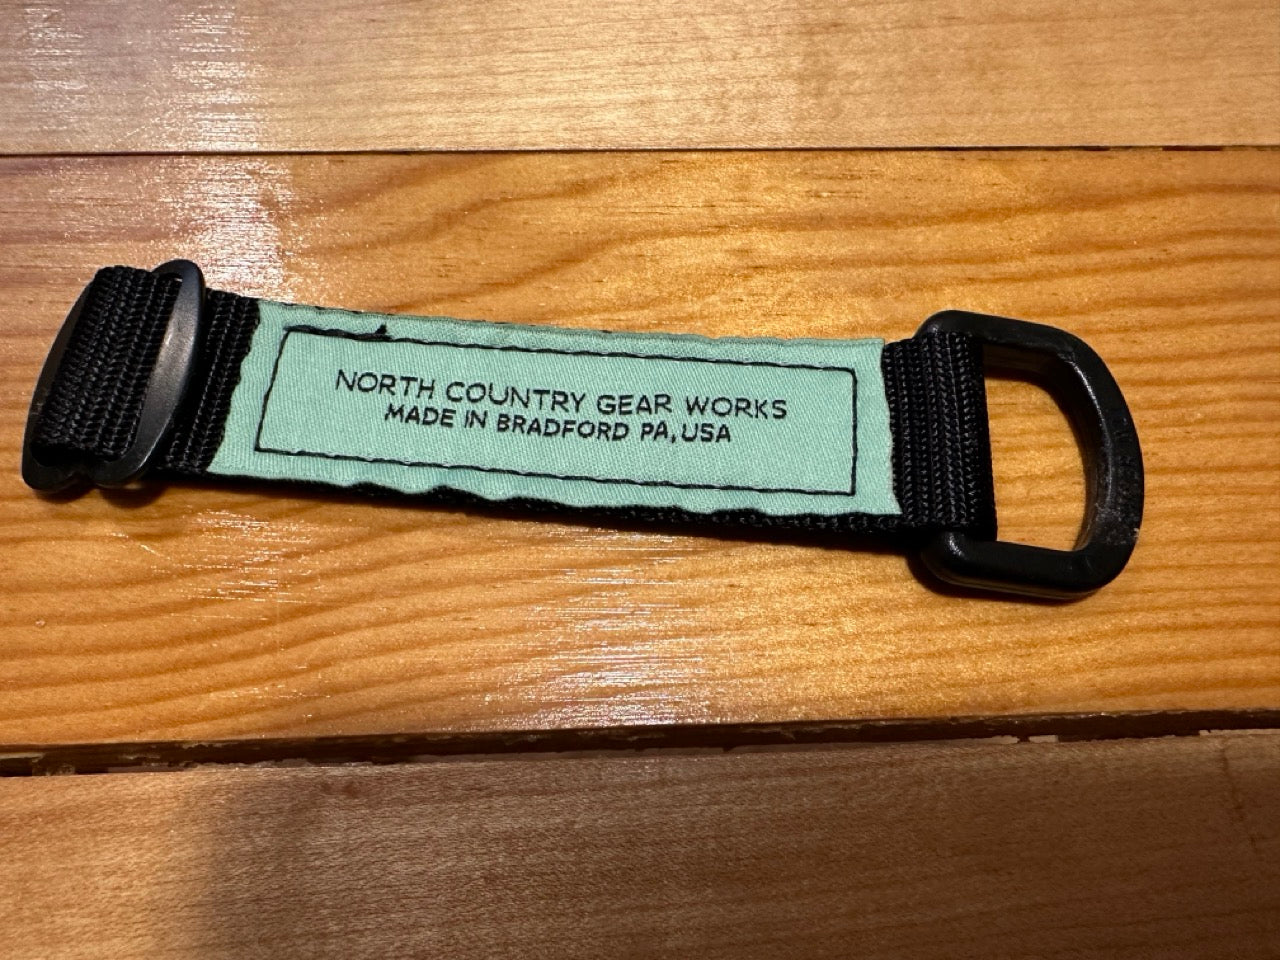 NORTH COUNTRY GEAR WORKS
MADE IN BRADFORD PA, USA